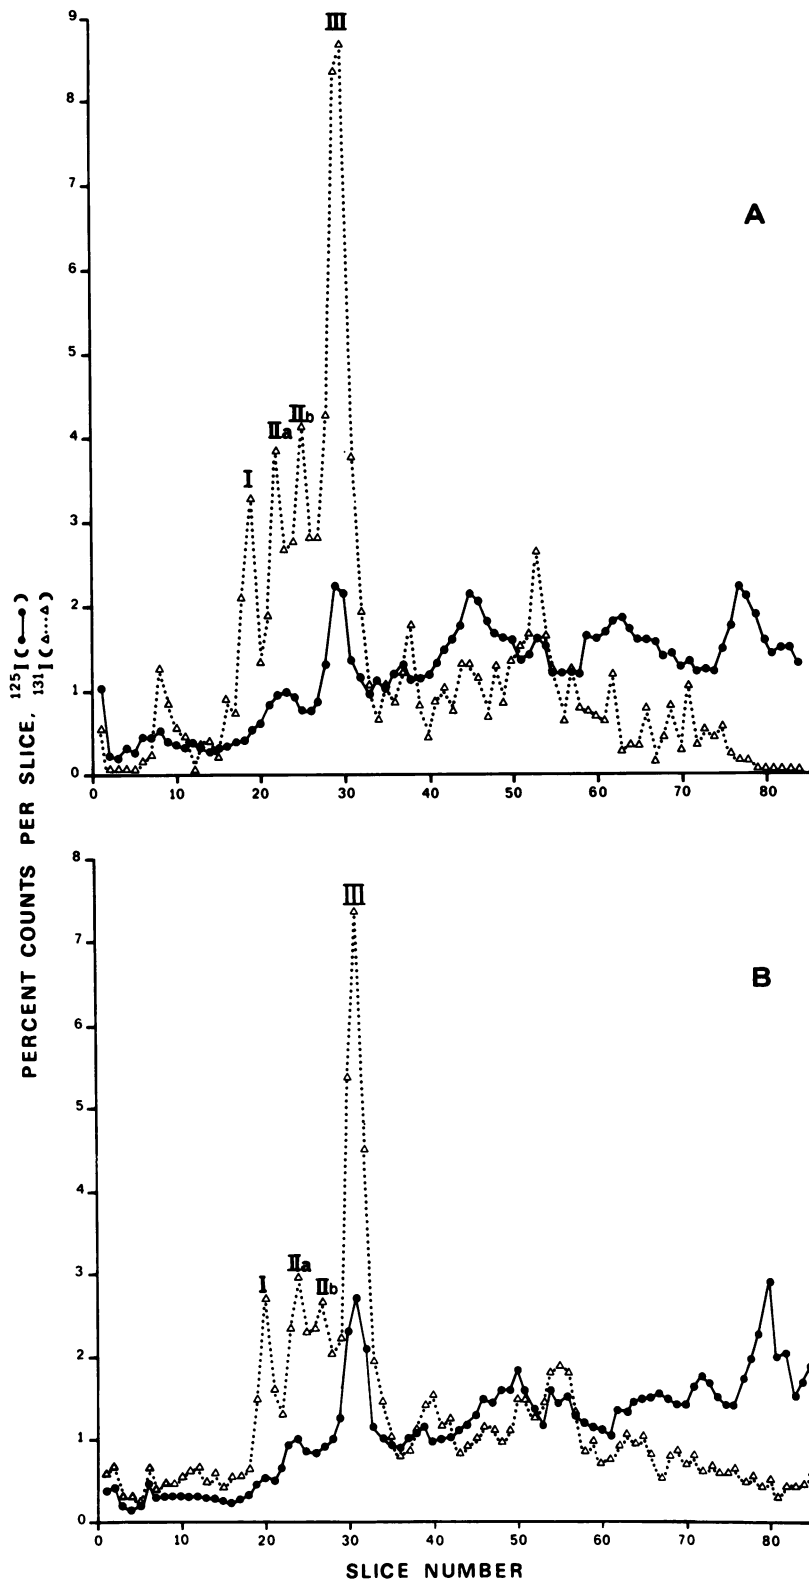 III
9
8
7
6
5
4
3
2
1
0
A
I
IIa
IIb
0 10 20 30 40 50 60 70 80
PERCENT COUNTS PER SLICE, 125I(●—●)
131I(△···△)
8
7
6
5
4
3
2
1
0
III
B
I
IIa
IIb
0 10 20 30 40 50 60 70 80
SLICE NUMBER